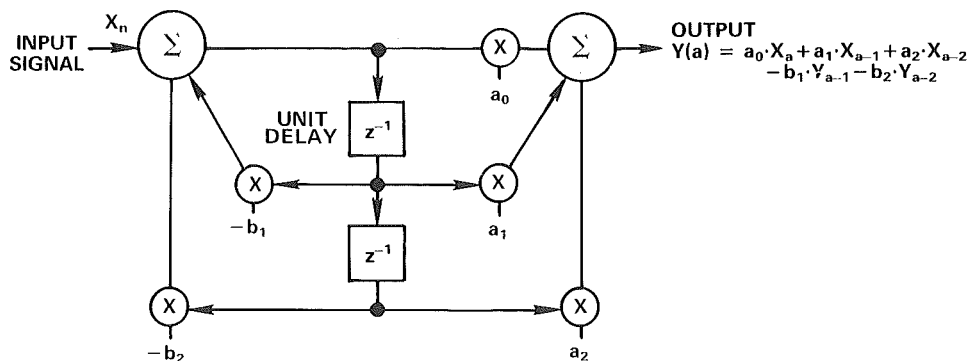 Xₙ
INPUT
SIGNAL
Σ
X
a₀
Σ
OUTPUT
Y(a) = a₀·Xₐ + a₁·Xₐ₋₁ + a₂·Xₐ₋₂
−b₁·Yₐ₋₁ − b₂·Yₐ₋₂
UNIT
DELAY
z⁻¹
X
−b₁
X
a₁
z⁻¹
X
−b₂
X
a₂